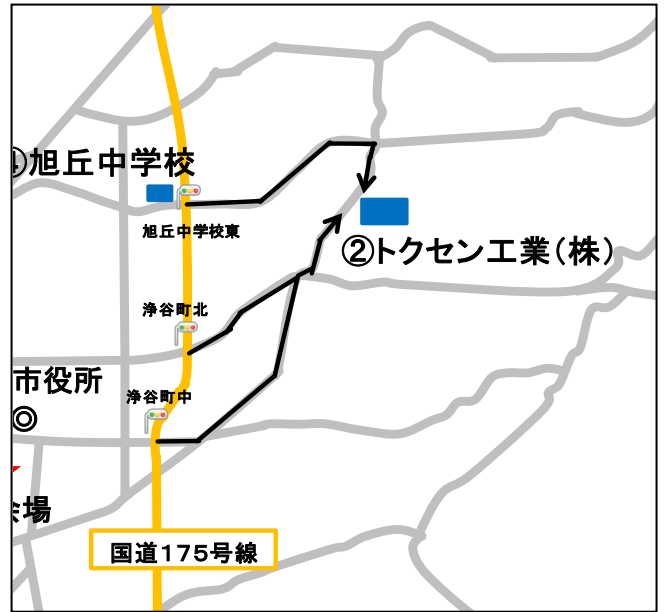 旭丘中学校
旭丘中学校東
②トクセン工業(株)
浄谷町北
市役所
浄谷町中
◎
場
国道175号線